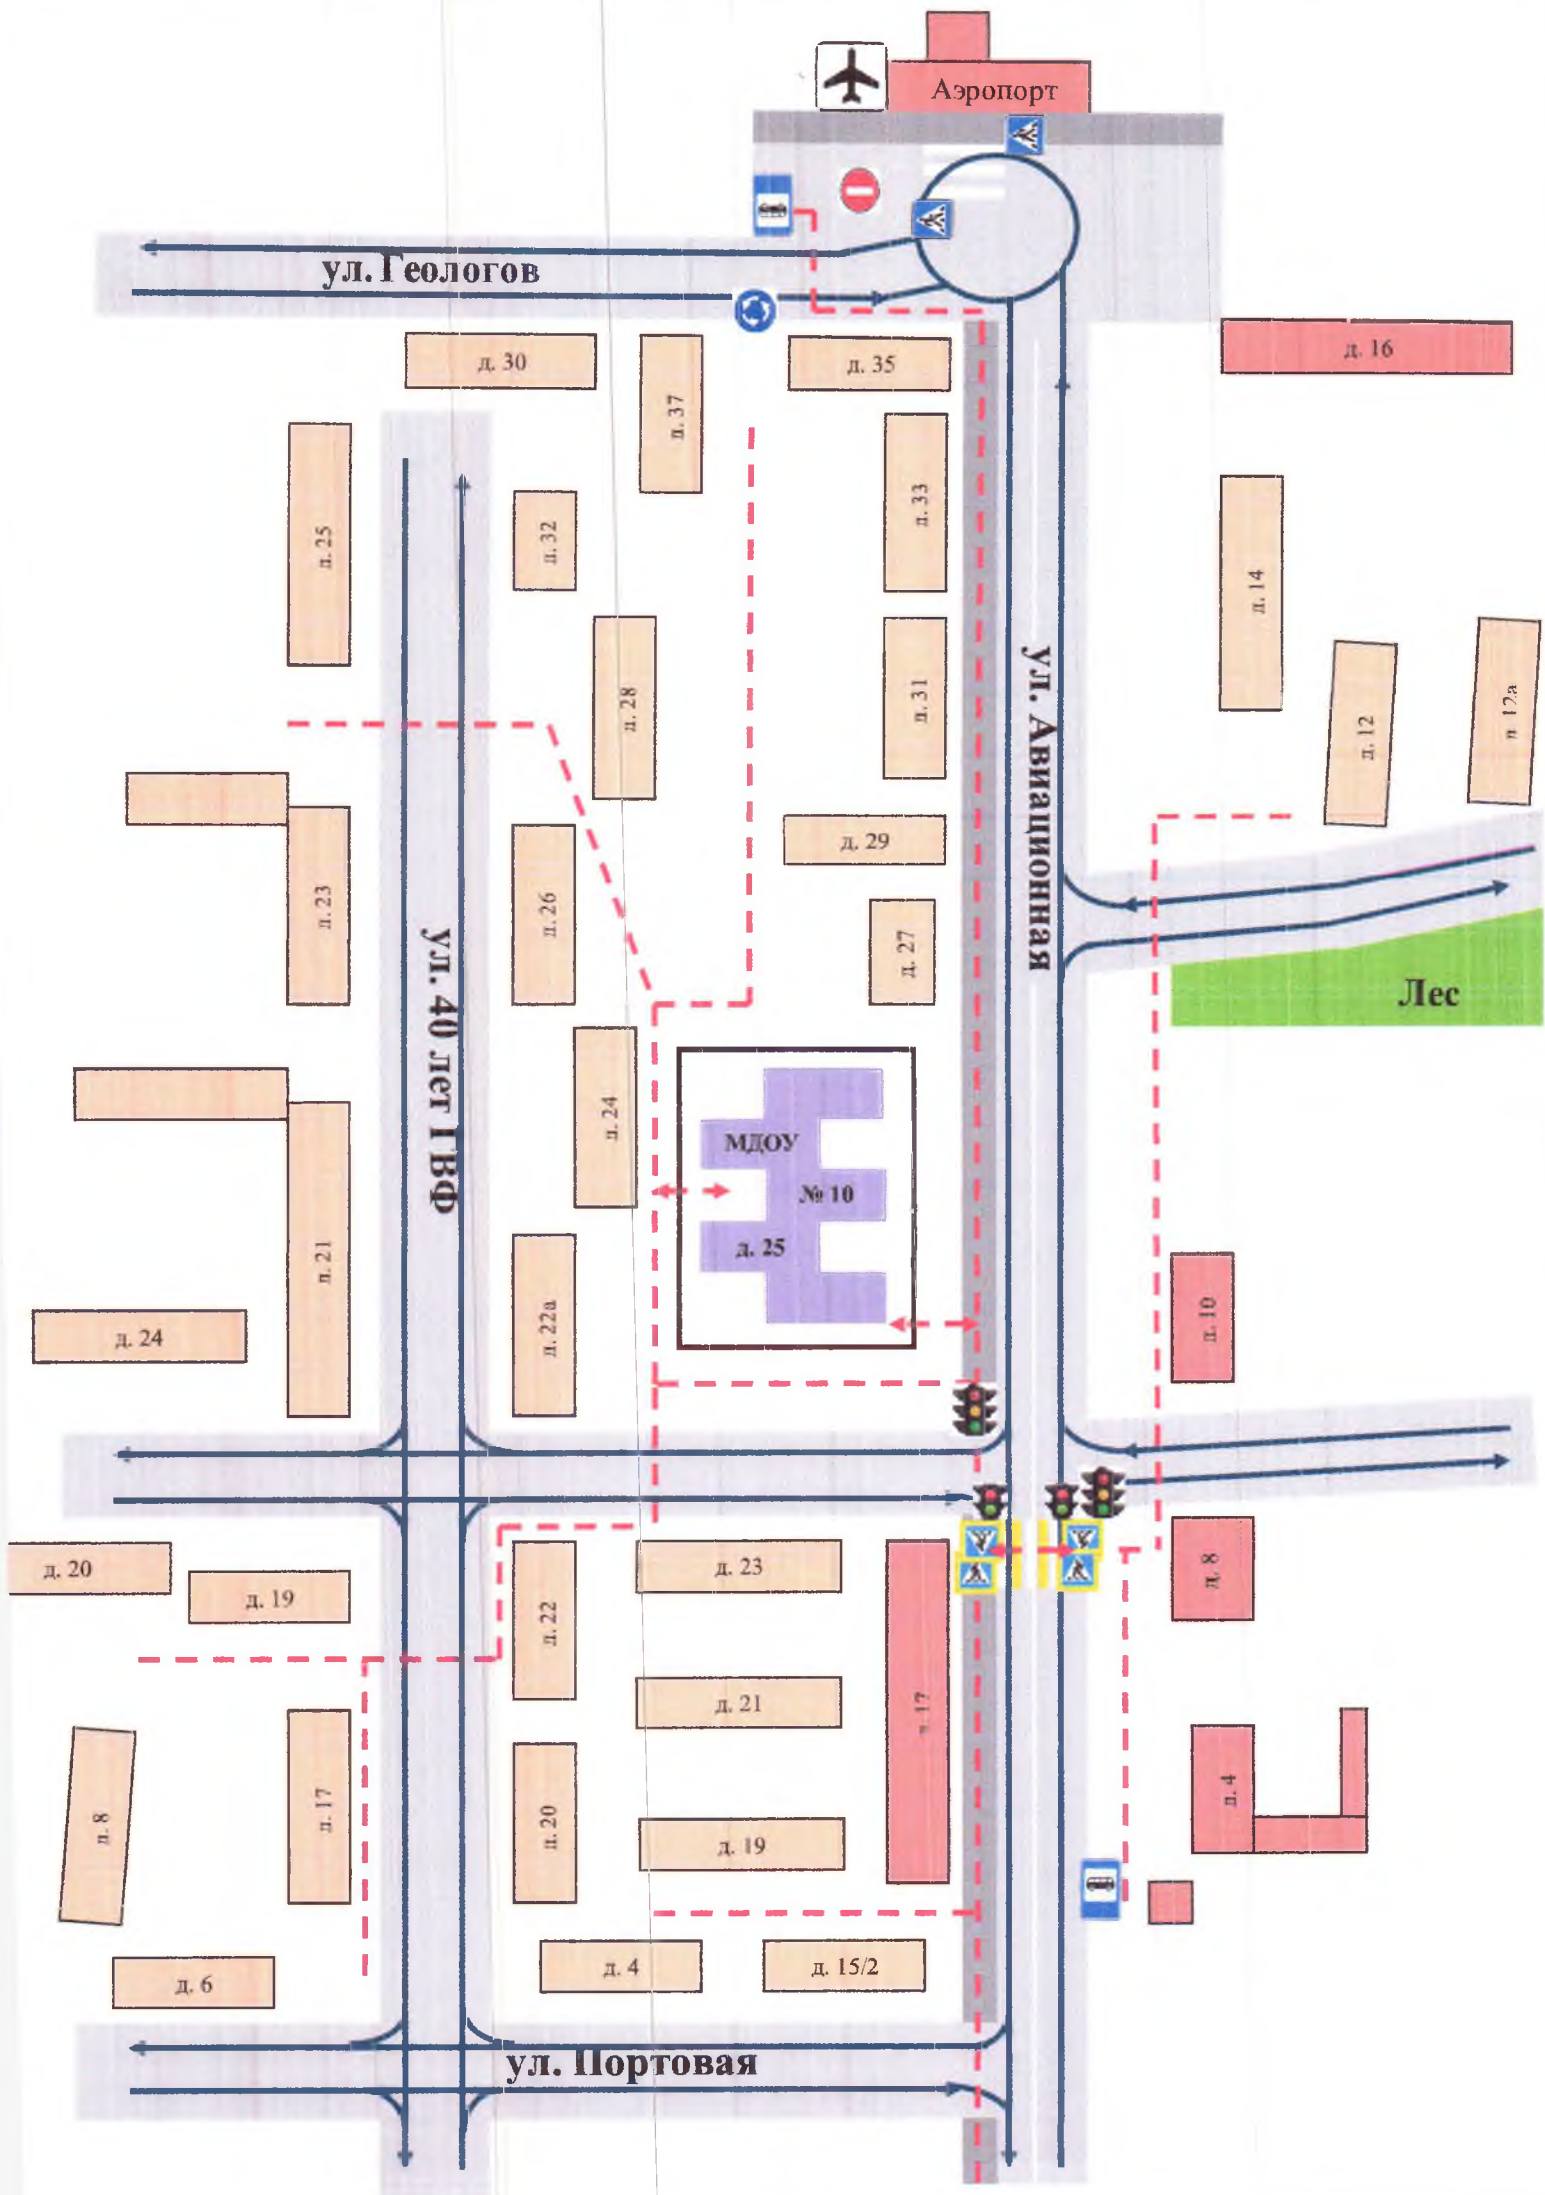 Аэропорт
ул. Геологов
д. 30
д. 37
д. 35
д. 16
д. 25
д. 32
д. 33
д. 14
д. 28
д. 31
ул. Авиационная
д. 12
д. 12а
д. 23
д. 26
д. 29
д. 27
Лес
ул. 40 лет ГВФ
д. 24
МДОУ
№ 10
д. 25
д. 21
д. 22а
д. 10
д. 24
д. 20
д. 19
д. 22
д. 23
д. 8
д. 17
д. 21
д. 4
д. 8
д. 17
д. 20
д. 19
д. 6
д. 4
д. 15/2
ул. Портовая